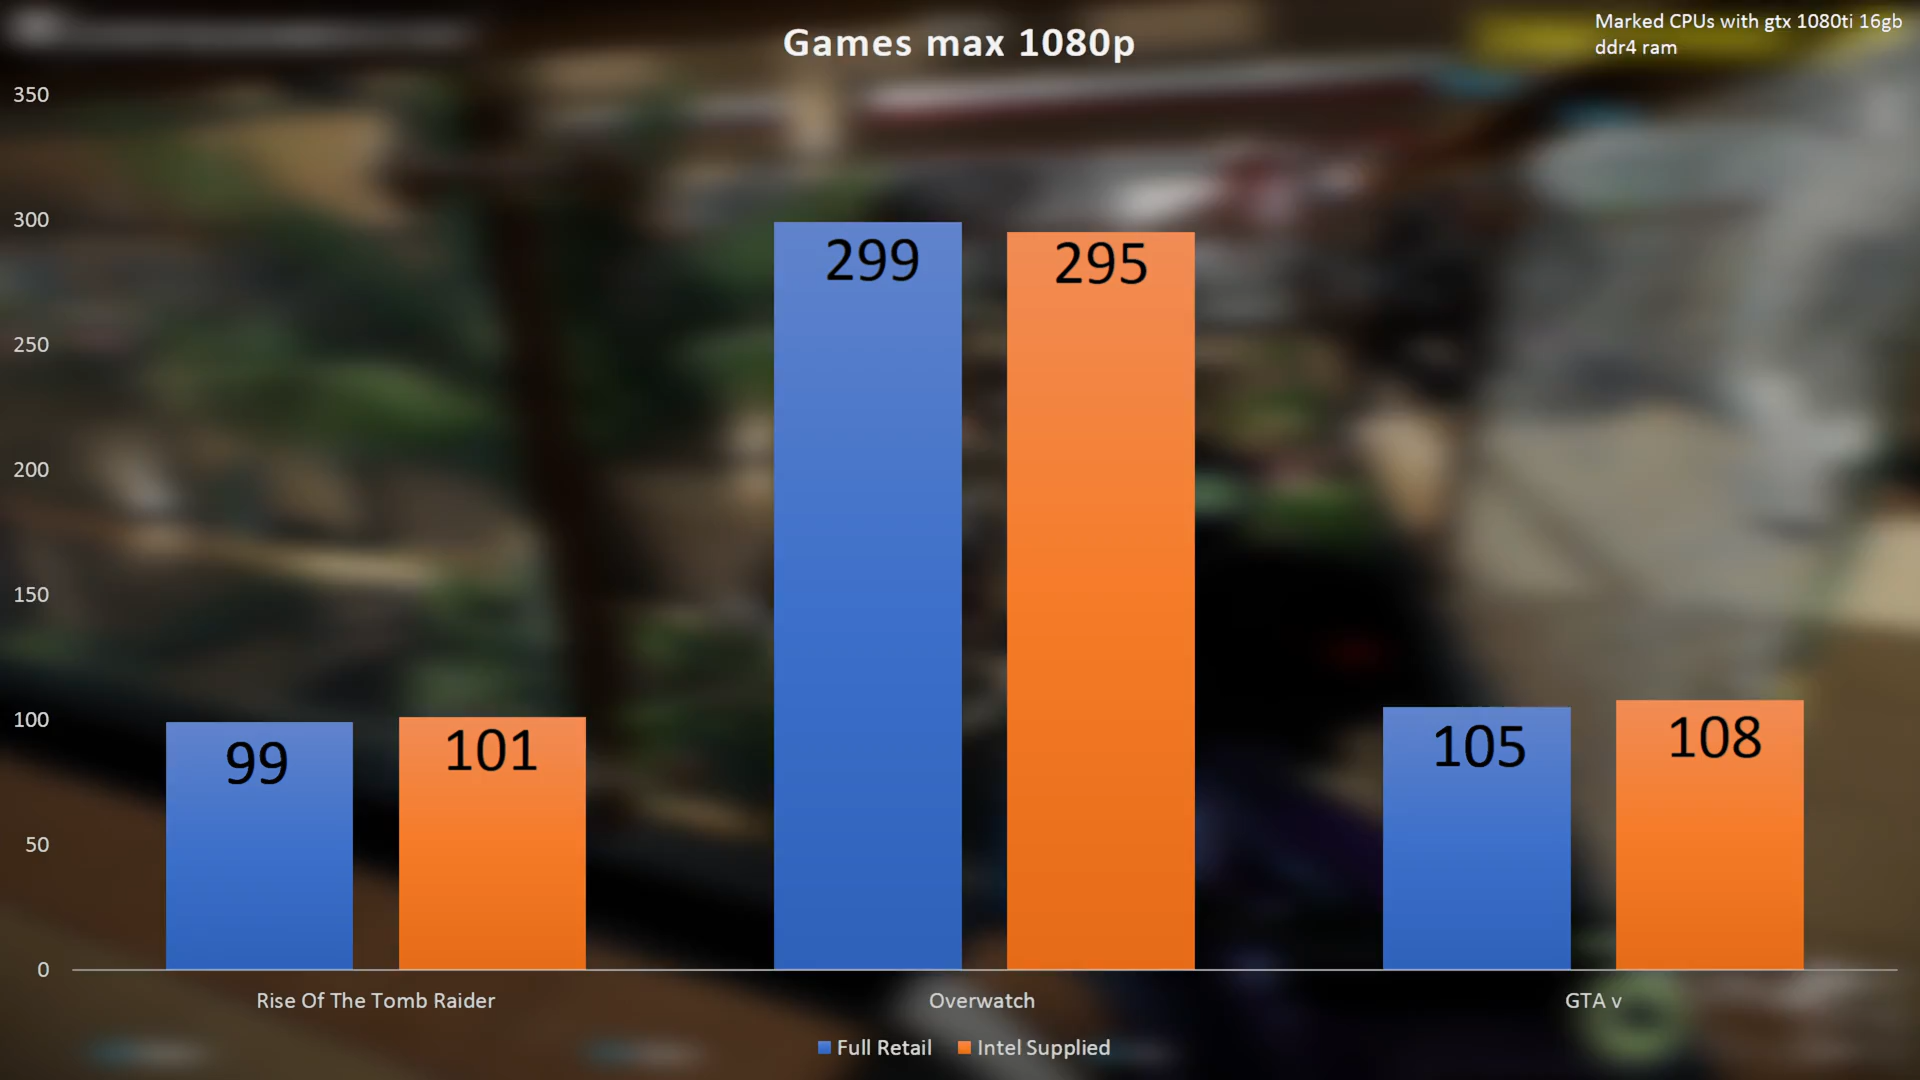 Games max 1080p
Marked CPUs with gtx 1080ti 16gb
ddr4 ram
350
300
250
200
150
100
50
0
99
101
299
295
105
108
Rise Of The Tomb Raider
Overwatch
GTA v
Full Retail
Intel Supplied